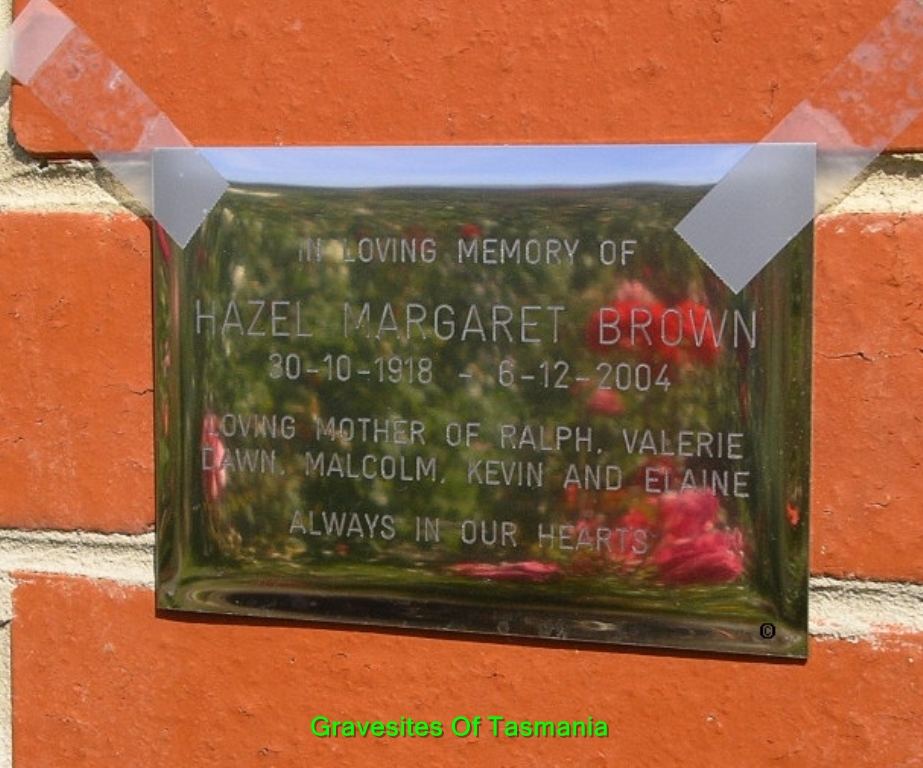 IN LOVING MEMORY OF
HAZEL MARGARET BROWN
30-10-1918 - 6-12-2004
LOVING MOTHER OF RALPH, VALERIE
DAWN, MALCOLM, KEVIN AND ELAINE
ALWAYS IN OUR HEARTS
©
Gravesites Of Tasmania